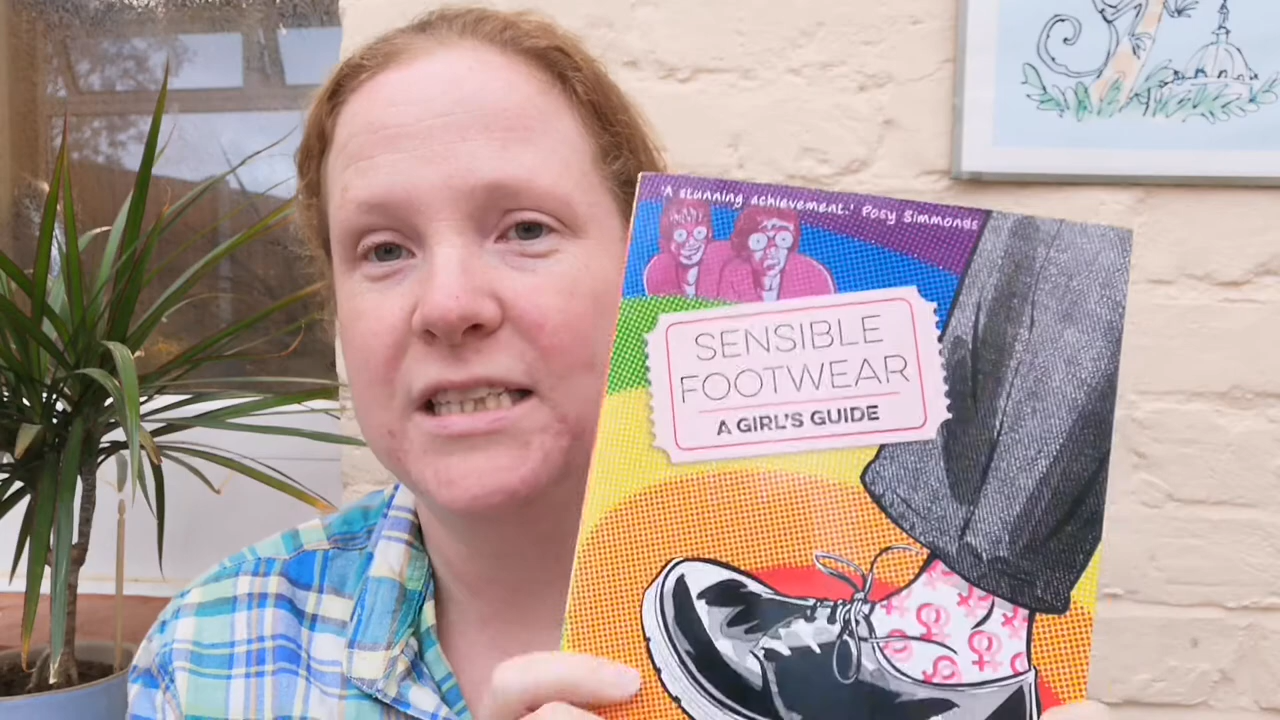 'A stunning achievement.' Posy Simmonds
SENSIBLE
FOOTWEAR
A GIRL'S GUIDE